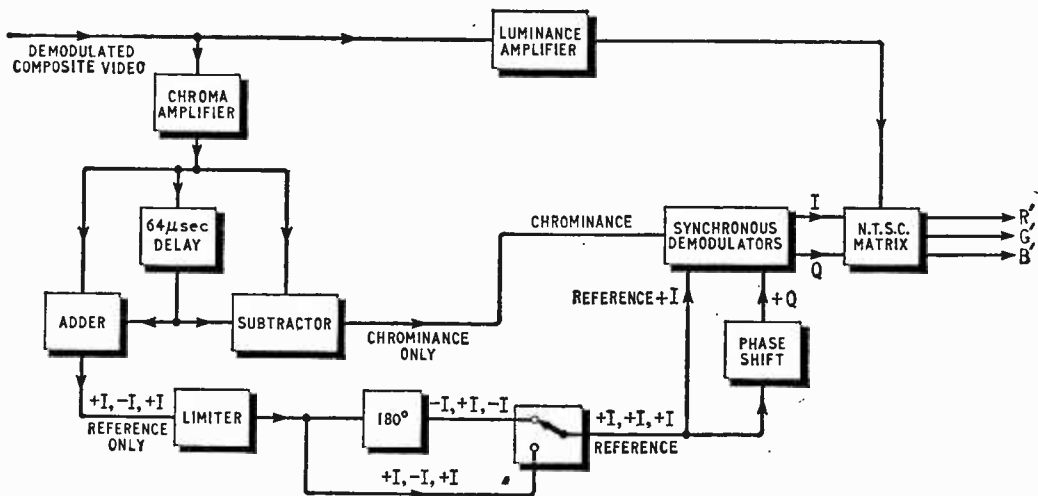 DEMODULATED
COMPOSITE VIDEO
LUMINANCE
AMPLIFIER
CHROMA
AMPLIFIER
64μsec
DELAY
CHROMINANCE
SYNCHRONOUS
DEMODULATORS
I
Q
N.T.S.C.
MATRIX
R'
G'
B'
ADDER
SUBTRACTOR
CHROMINANCE
ONLY
REFERENCE+I
+Q
PHASE
SHIFT
+I,-I,+I
REFERENCE
ONLY
LIMITER
180°
-I,+I,-I
+I,+I,+I
REFERENCE
+I,-I,+I